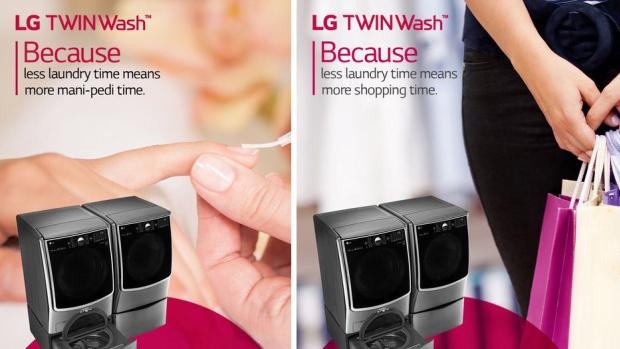 LG TWINWash™
Because
less laundry time means
more mani-pedi time.
LG TWINWash™
Because
less laundry time means
more shopping time.